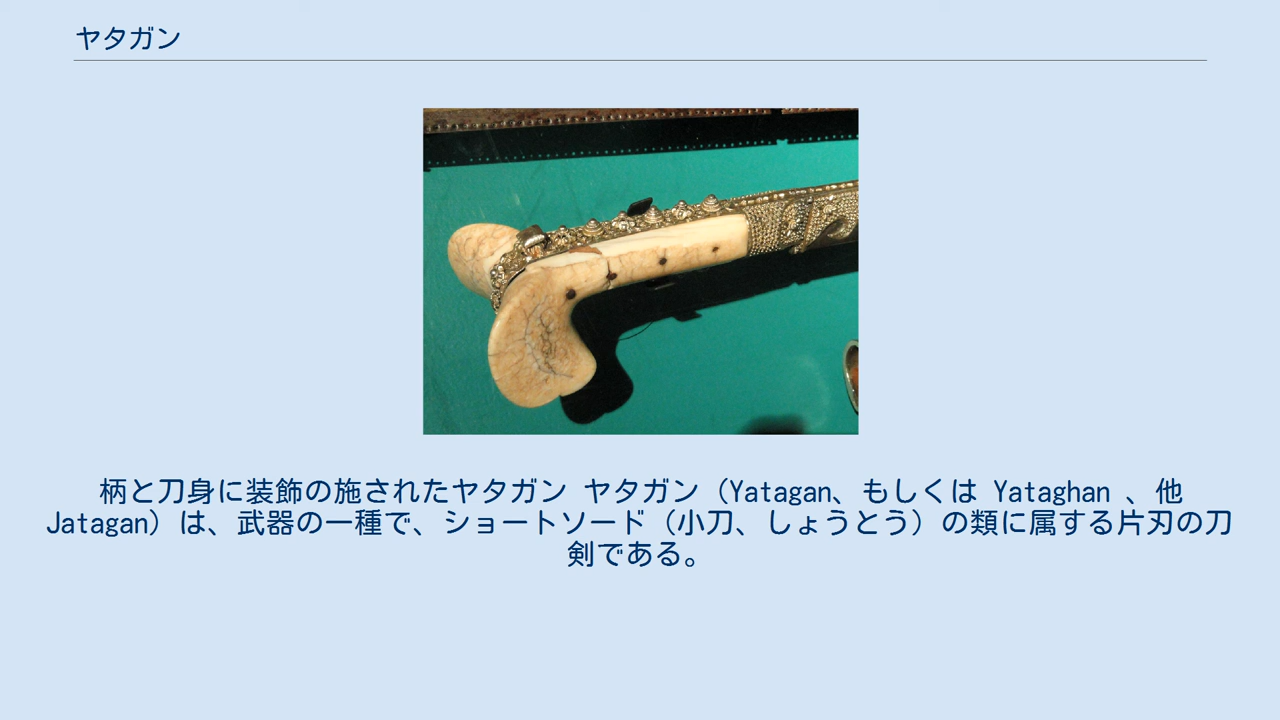 ヤタガン
柄と刀身に装飾の施されたヤタガン ヤタガン（Yatagan、もしくは Yataghan 、他
Jatagan）は、武器の一種で、ショートソード（小刀、しょうとう）の類に属する片刃の刀
剣である。